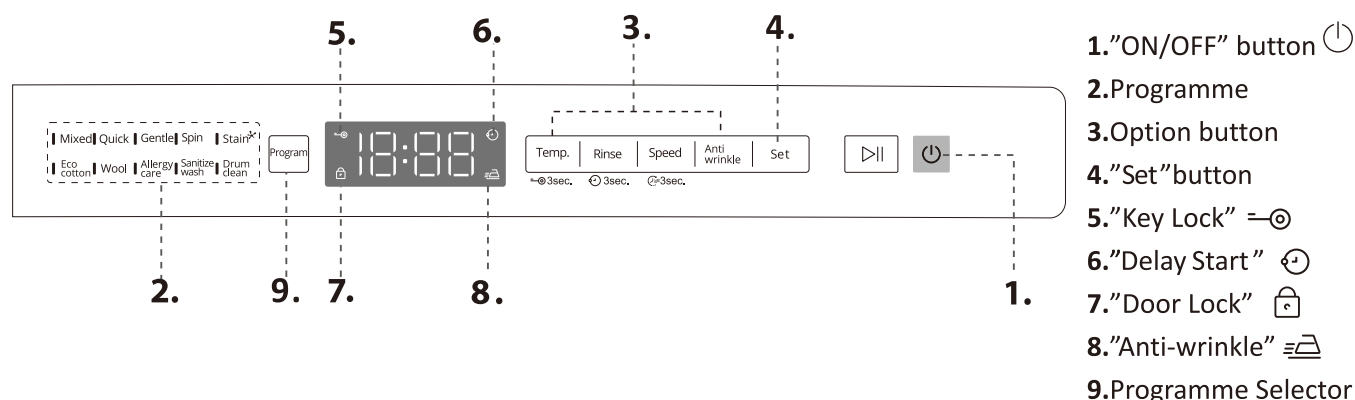 5. 6. 3. 4.
Mixed Quick Gentle Spin Stain
Eco cotton Wool Allergy care Sanitize wash Drum clean
Program
18:88
Temp. Rinse Speed Anti wrinkle Set
3sec. 3sec. 3sec.
2. 9. 7. 8. 1.
1."ON/OFF" button
2.Programme
3.Option button
4."Set"button
5."Key Lock"
6."Delay Start"
7."Door Lock"
8."Anti-wrinkle"
9.Programme Selector